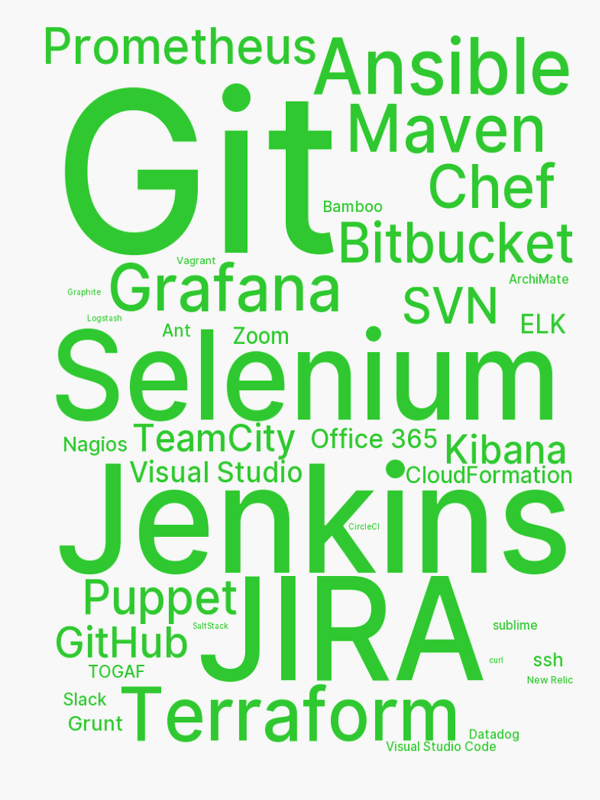 Prometheus
Ansible
Git
Maven
Chef
Bamboo
Bitbucket
Vagrant
Grafana
ArchiMate
Graphite
SVN
Logstash
ELK
Ant
Zoom
Selenium
Nagios
TeamCity
Office 365
Kibana
Visual Studio
CloudFormation
Jenkins
CircleCI
Puppet
JIRA
SaltStack
sublime
GitHub
curl
ssh
TOGAF
New Relic
Slack
Terraform
Grunt
Datadog
Visual Studio Code